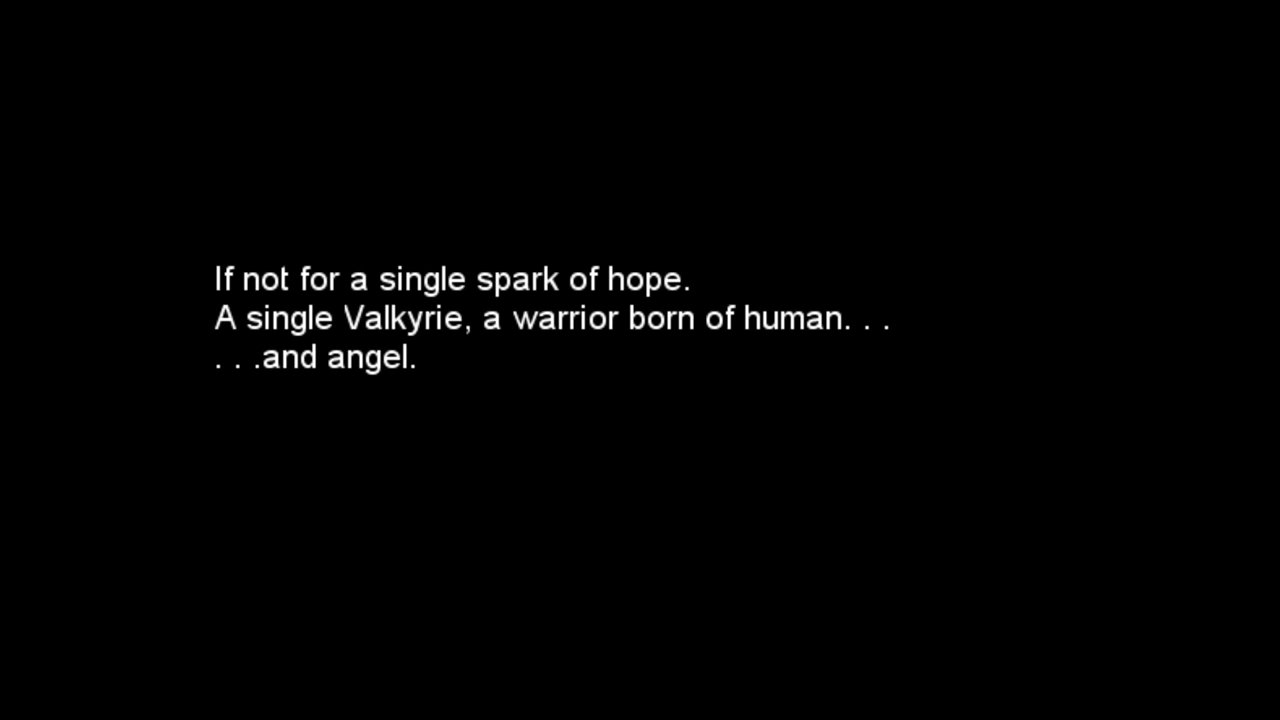 If not for a single spark of hope.
A single Valkyrie, a warrior born of human. . .
. . .and angel.